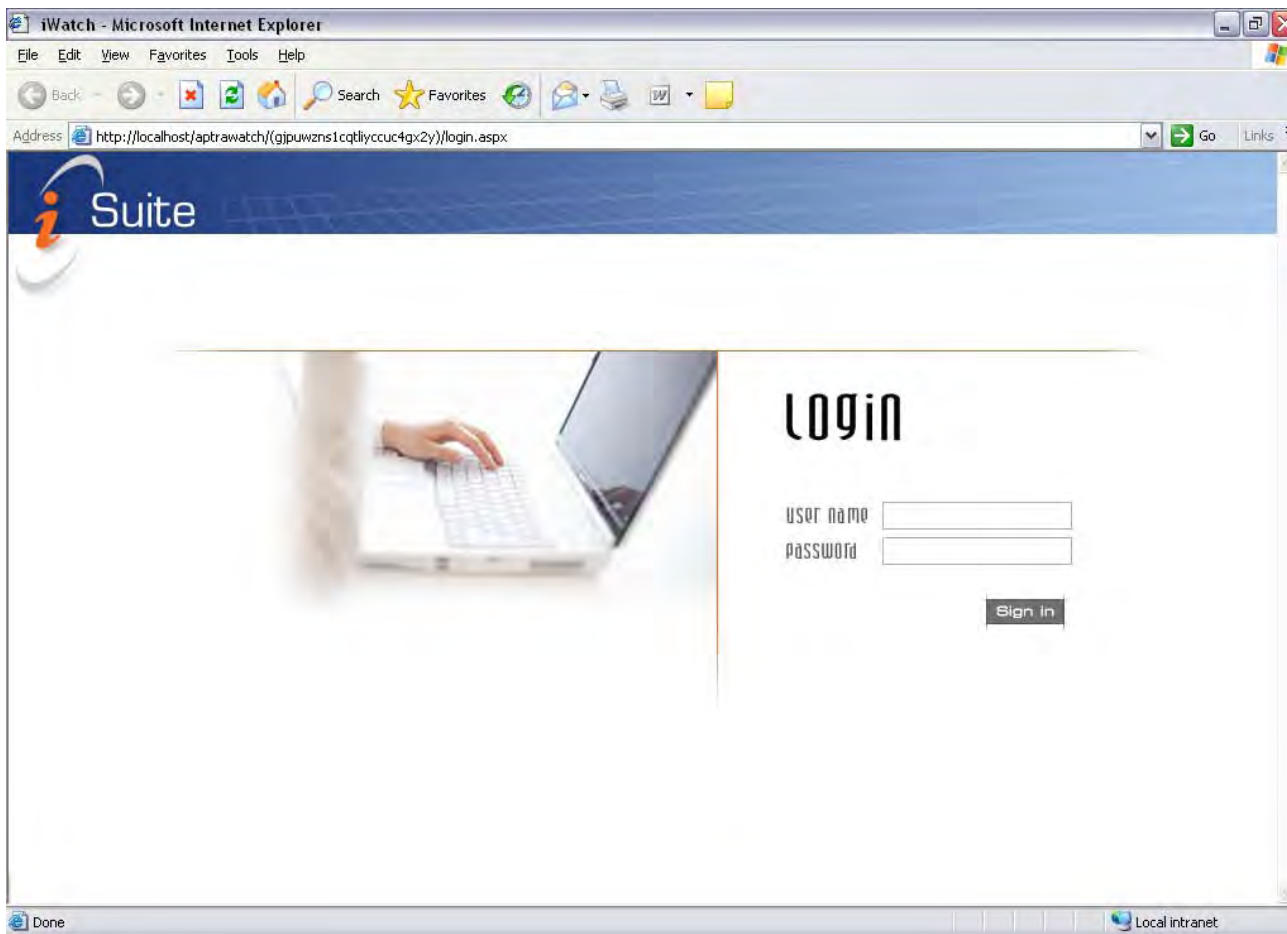 iWatch - Microsoft Internet Explorer
File Edit View Favorites Tools Help
Back Search Favorites
Address http://localhost/aptrawatch/(gjpuwzns1cqtliyccuc4gx2y)/login.aspx Go Links
i Suite
Login
user name
password
Sign in
Done Local intranet